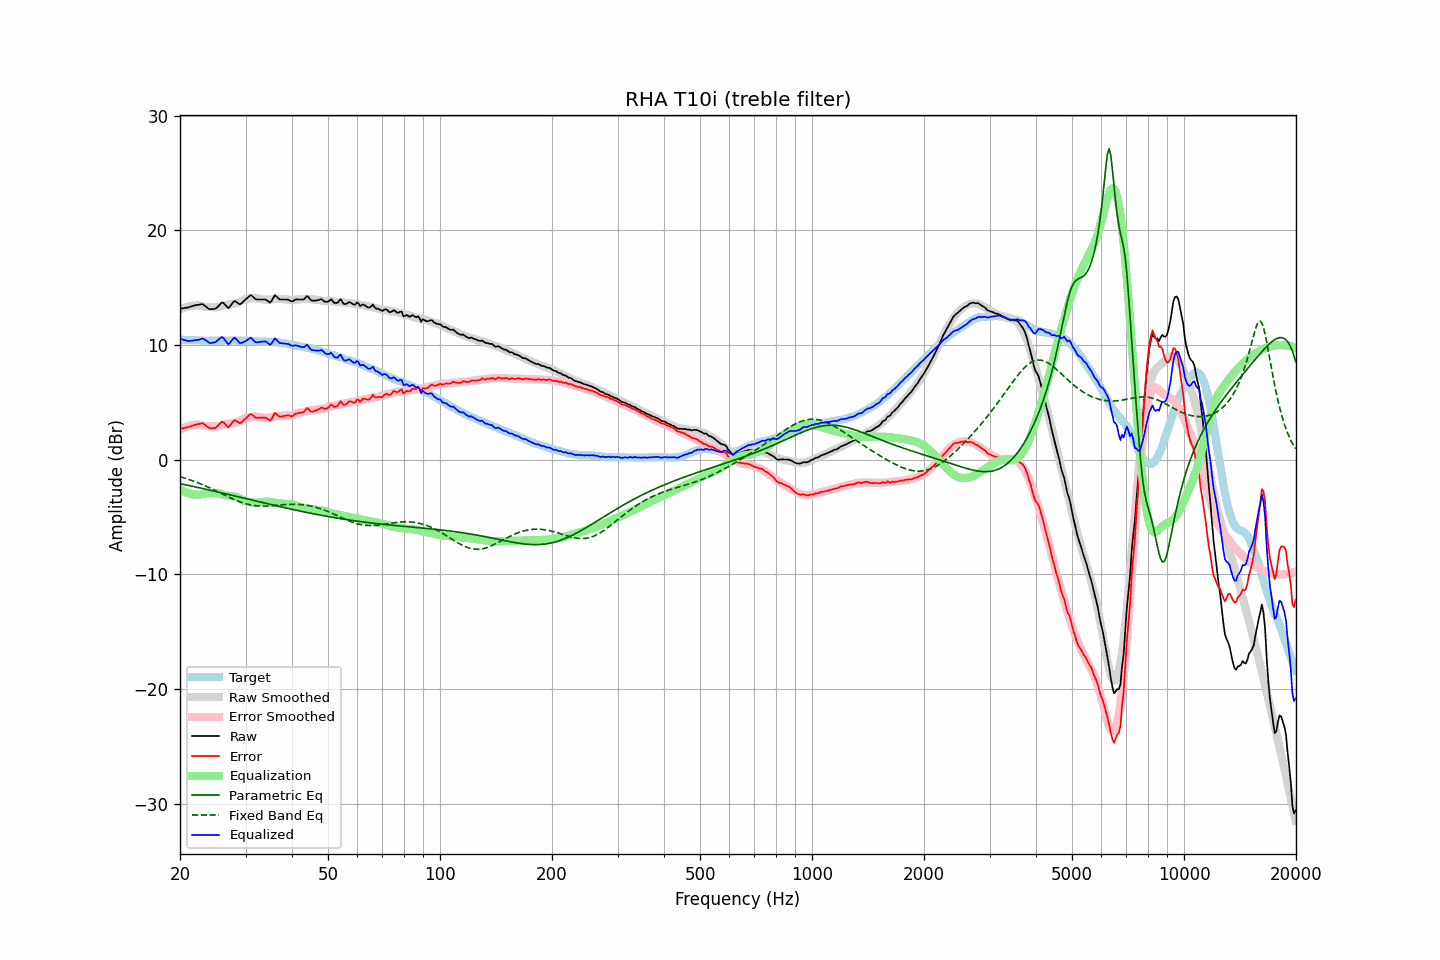 RHA T10i (treble filter)
30
20
10
0
−10
−20
−30
Amplitude (dBr)
Target
Raw Smoothed
Error Smoothed
Raw
Error
Equalization
Parametric Eq
Fixed Band Eq
Equalized
20 50 100 200 500 1000 2000 5000 10000 20000
Frequency (Hz)